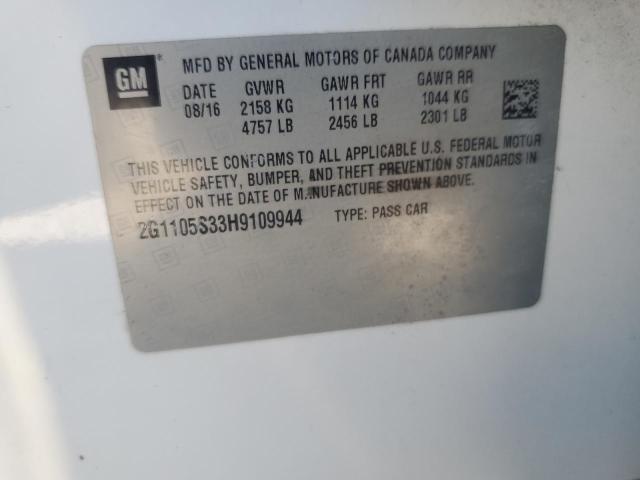 GM
MFD BY GENERAL MOTORS OF CANADA COMPANY
DATE GVWR GAWR FRT GAWR RR
08/16 2158 KG 1114 KG 1044 KG
4757 LB 2456 LB 2301 LB
THIS VEHICLE CONFORMS TO ALL APPLICABLE U.S. FEDERAL MOTOR
VEHICLE SAFETY, BUMPER, AND THEFT PREVENTION STANDARDS IN
EFFECT ON THE DATE OF MANUFACTURE SHOWN ABOVE.
2G1105S33H9109944 TYPE: PASS CAR